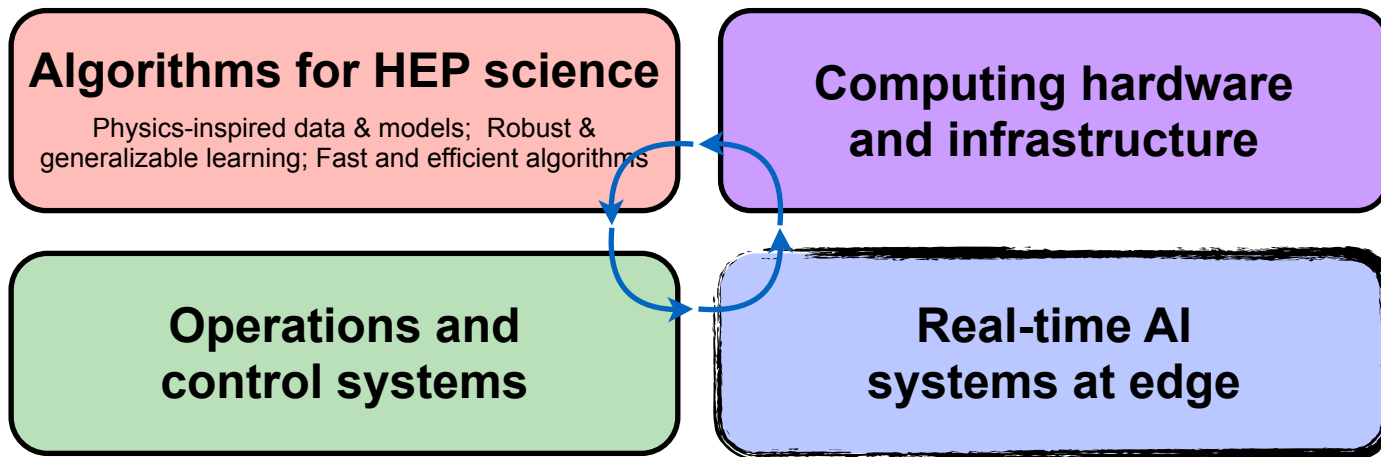 Algorithms for HEP science
Physics-inspired data & models;  Robust &
generalizable learning; Fast and efficient algorithms
Computing hardware
and infrastructure
Operations and
control systems
Real-time AI
systems at edge